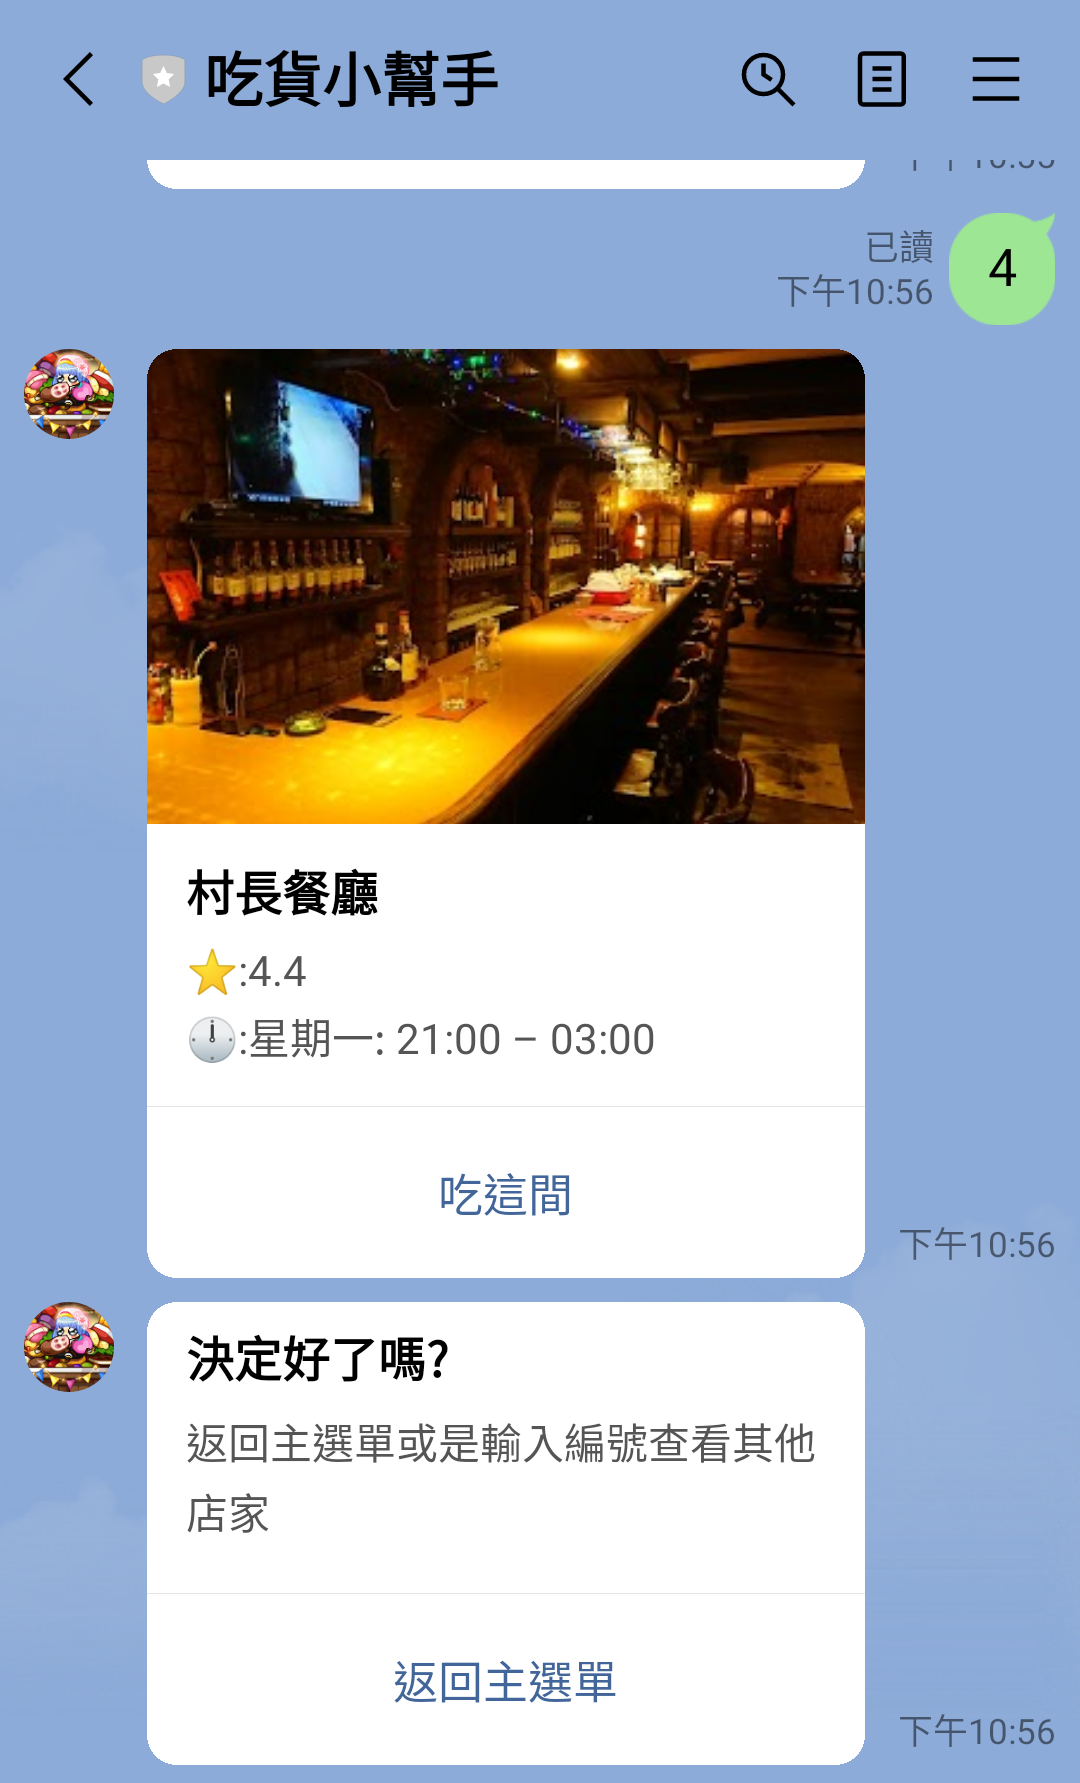 吃貨小幫手
已讀
下午10:56
4
村長餐廳
⭐:4.4
🕛:星期一: 21:00 – 03:00
吃這間
下午10:56
決定好了嗎?
返回主選單或是輸入編號查看其他
店家
返回主選單
下午10:56